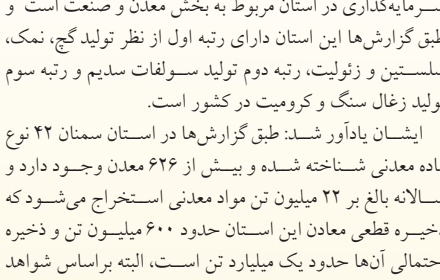 سرمایه‌گذاری در استان مربوط به بخش معدن و صنعت است و
طبق گزارش‌ها این استان دارای رتبه اول از نظر تولید گچ، نمک،
سلستین و زئولیت، رتبه دوم تولید سولفات سدیم و رتبه سوم
تولید زغال سنگ و کرومیت در کشور است.
ایشان یادآور شد: طبق گزارش‌ها در استان سمنان ۴۲ نوع
ماده معدنی شناخته شده و بیش از ۶۲۶ معدن وجود دارد و
سالانه بالغ بر ۲۲ میلیون تن مواد معدنی استخراج می‌شود که
ذخیره قطعی معادن این استان حدود ۶۰۰ میلیون تن و ذخیره
احتمالی آن‌ها حدود یک میلیارد تن است، البته براساس شواهد